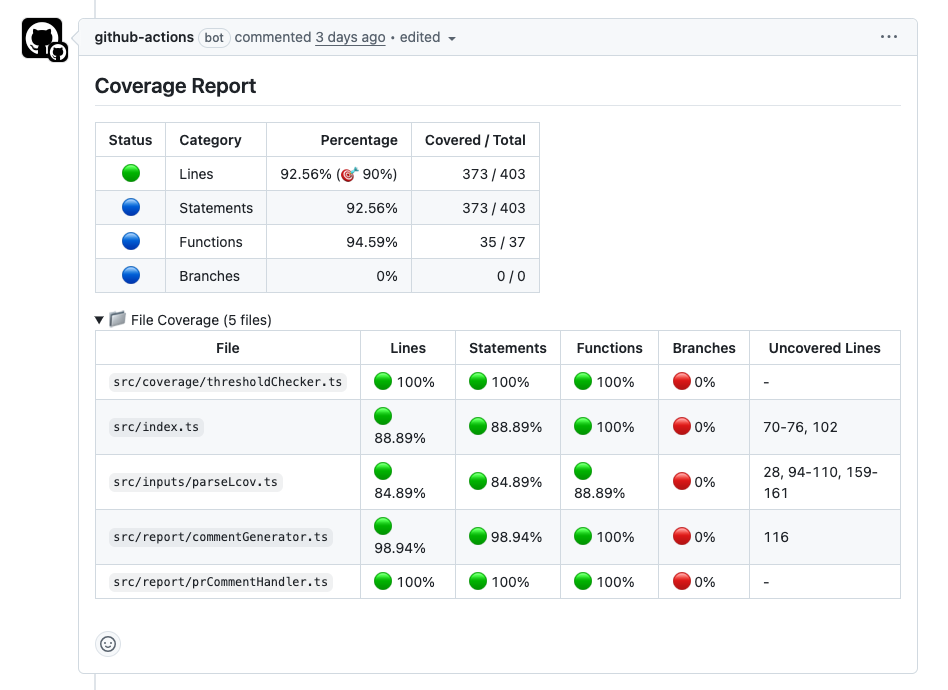 github-actions bot commented 3 days ago • edited
Coverage Report
Status Category Percentage Covered / Total
Lines 92.56% (🎯 90%) 373 / 403
Statements 92.56% 373 / 403
Functions 94.59% 35 / 37
Branches 0% 0 / 0
File Coverage (5 files)
File Lines Statements Functions Branches Uncovered Lines
src/coverage/thresholdChecker.ts 100% 100% 100% 0% -
src/index.ts 88.89% 88.89% 100% 0% 70-76, 102
src/inputs/parseLcov.ts 84.89% 84.89% 88.89% 0% 28, 94-110, 159-
161
src/report/commentGenerator.ts 98.94% 98.94% 100% 0% 116
src/report/prCommentHandler.ts 100% 100% 100% 0% -